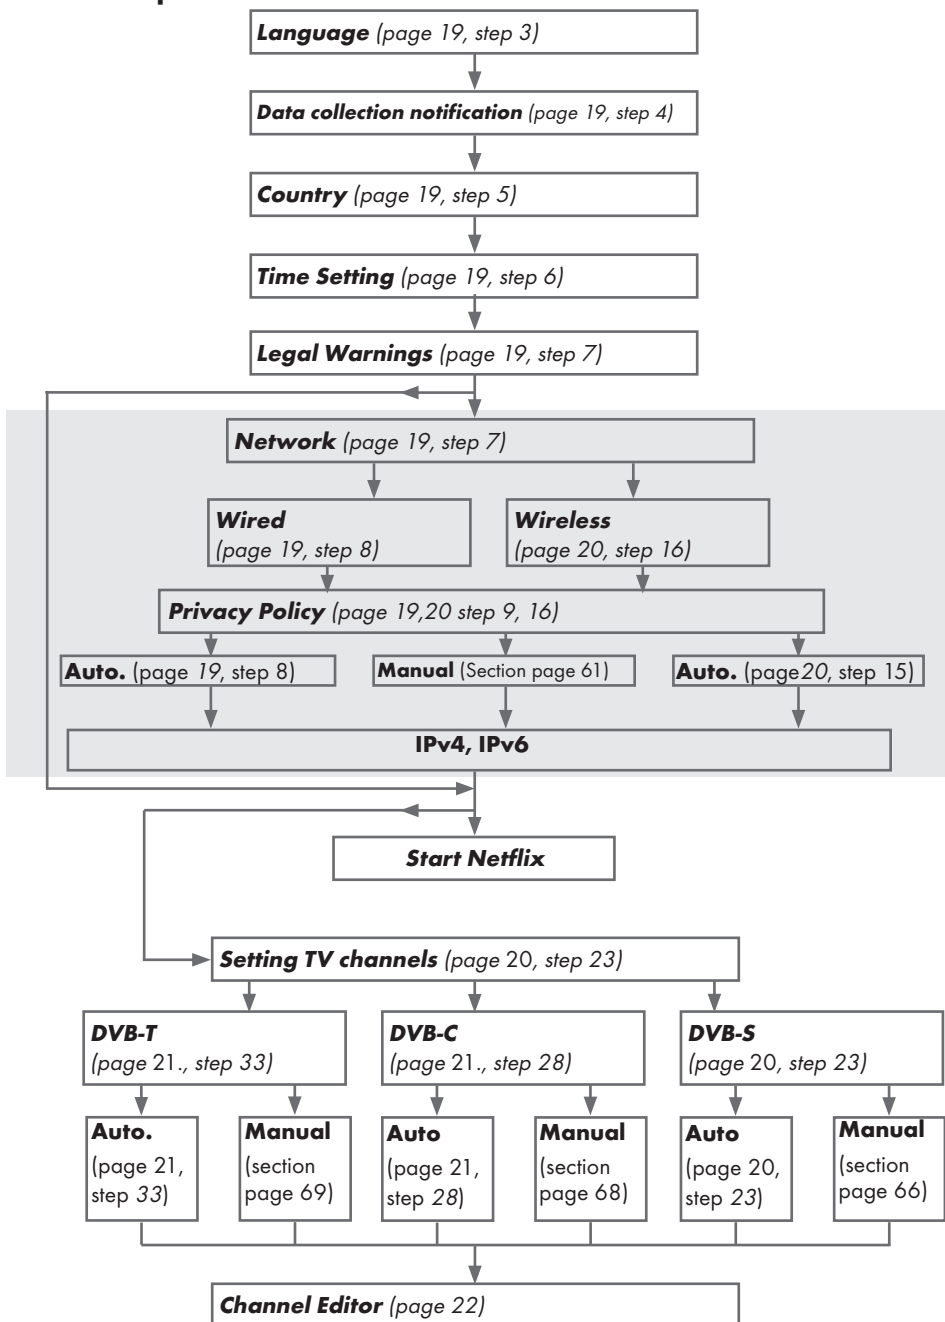 Language (page 19, step 3)
Data collection notification (page 19, step 4)
Country (page 19, step 5)
Time Setting (page 19, step 6)
Legal Warnings (page 19, step 7)
Network (page 19, step 7)
Wired
(page 19, step 8)
Wireless
(page 20, step 16)
Privacy Policy (page 19,20 step 9, 16)
Auto. (page 19, step 8)
Manual (Section page 61)
Auto. (page20, step 15)
IPv4, IPv6
Start Netflix
Setting TV channels (page 20, step 23)
DVB-T
(page 21., step 33)
DVB-C
(page 21., step 28)
DVB-S
(page 20, step 23)
Auto.
(page 21,
step 33)
Manual
(section
page 69)
Auto
(page 21,
step 28)
Manual
(section
page 68)
Auto
(page 20,
step 23)
Manual
(section
page 66)
Channel Editor (page 22)